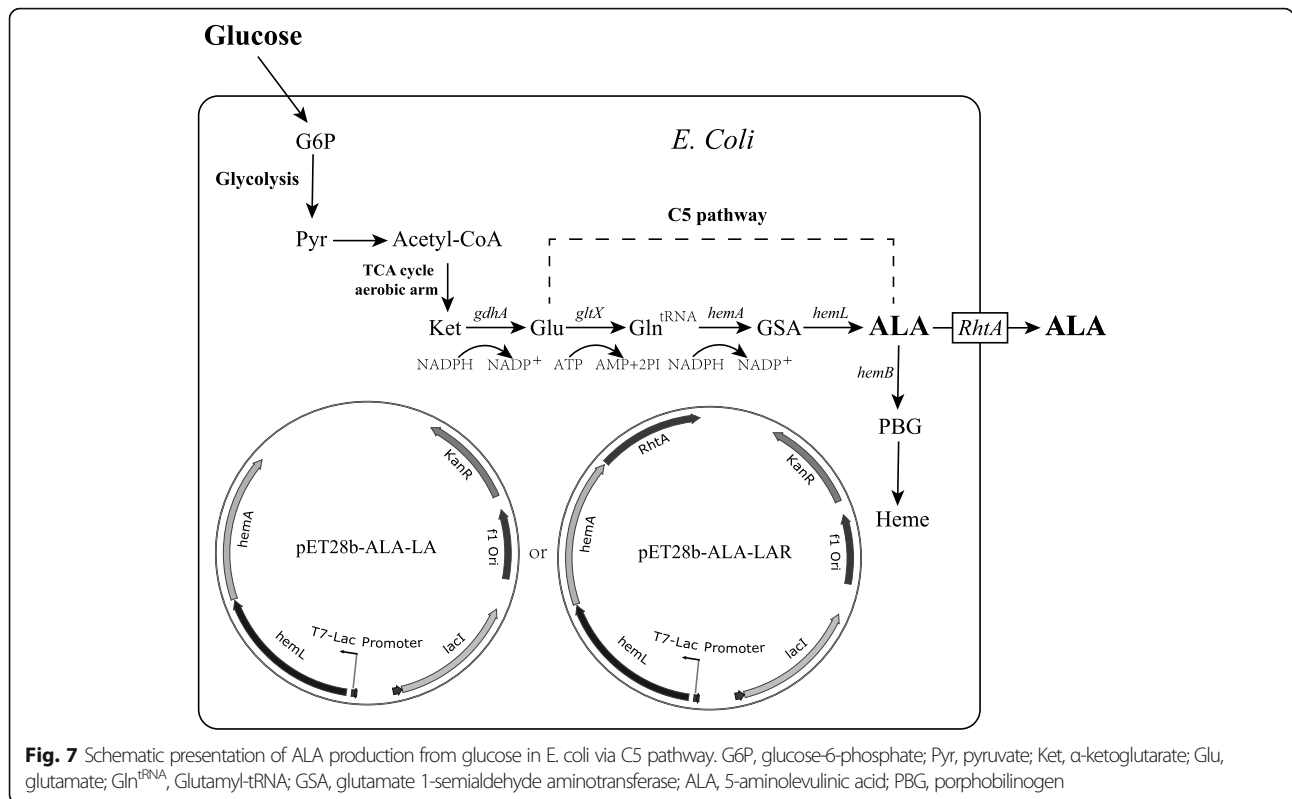 Glucose
E. Coli
G6P
Glycolysis
C5 pathway
Pyr Acetyl-CoA
TCA cycle
aerobic arm
gdhA gltX hemA hemL
Ket Glu Gln^tRNA GSA ALA RhtA ALA
NADPH NADP+ ATP AMP+2PI NADPH NADP+
hemB
PBG
Heme
KanR
hemA
f1 Ori
pET28b-ALA-LA
T7-Lac Promoter
hemL
lacI
or
RhtA
KanR
hemA
f1 Ori
pET28b-ALA-LAR
T7-Lac Promoter
hemL
lacI
Fig. 7 Schematic presentation of ALA production from glucose in E. coli via C5 pathway. G6P, glucose-6-phosphate; Pyr, pyruvate; Ket, α-ketoglutarate; Glu,
glutamate; Gln^tRNA, Glutamyl-tRNA; GSA, glutamate 1-semialdehyde aminotransferase; ALA, 5-aminolevulinic acid; PBG, porphobilinogen